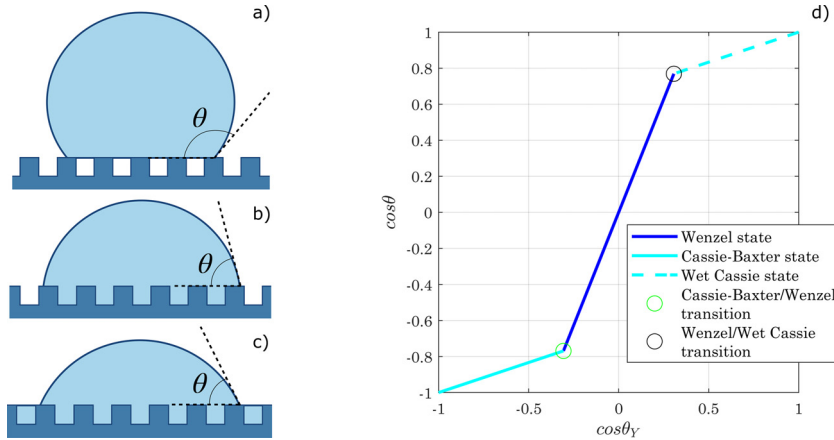 a)
θ
b)
θ
c)
θ
d)
1
0.8
0.6
0.4
0.2
0
-0.2
-0.4
-0.6
-0.8
-1
cosθ
-1
-0.5
0
0.5
1
cosθ_Y
Wenzel state
Cassie-Baxter state
Wet Cassie state
Cassie-Baxter/Wenzel
transition
Wenzel/Wet Cassie
transition